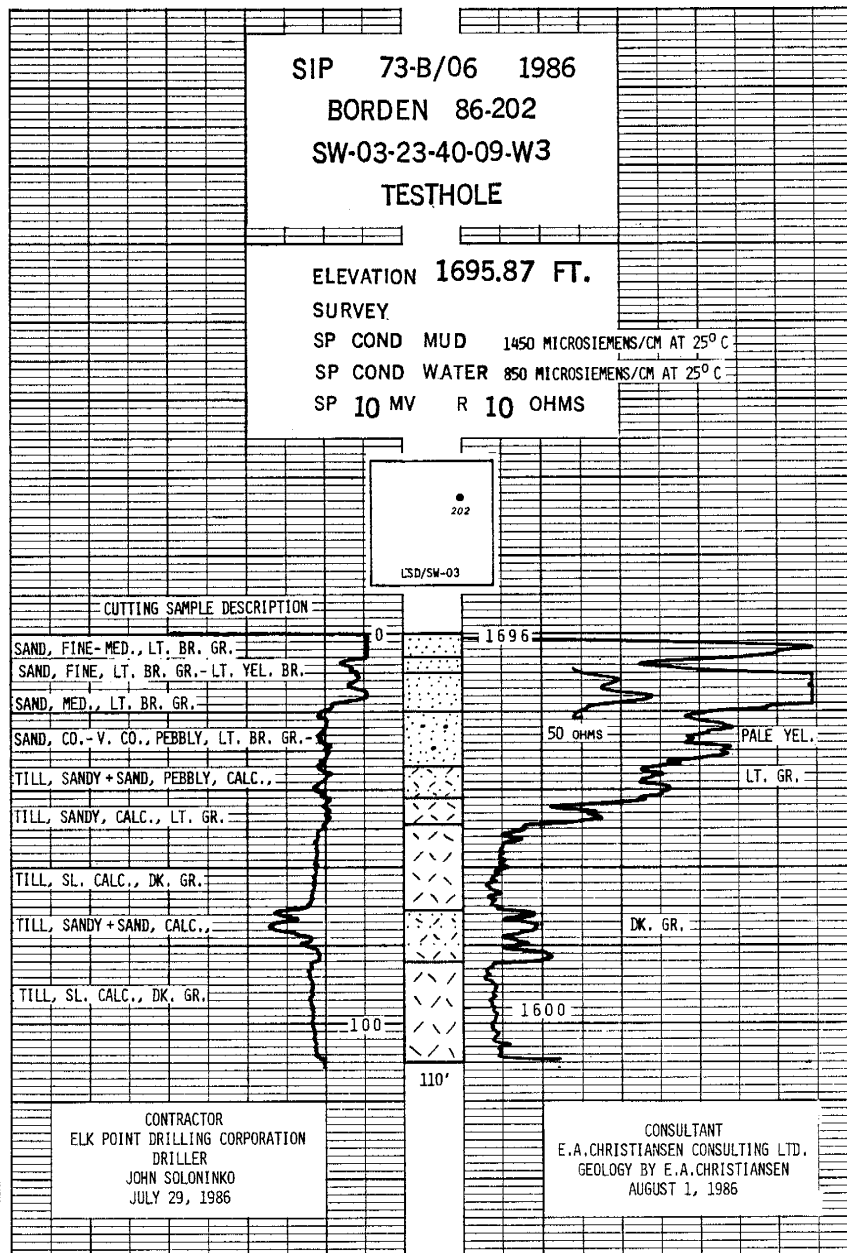 SIP 73-B/06 1986
BORDEN 86-202
SW-03-23-40-09-W3
TESTHOLE
ELEVATION 1695.87 FT.
SURVEY
SP COND MUD 1450 MICROSIEMENS/CM AT 25° C
SP COND WATER 850 MICROSIEMENS/CM AT 25° C
SP 10 MV R 10 OHMS
202
LSD/SW-03
CUTTING SAMPLE DESCRIPTION
0 1696
SAND, FINE-MED., LT. BR. GR.
SAND, FINE, LT. BR. GR.-LT. YEL. BR.
SAND, MED., LT. BR. GR.
SAND, CO.-V. CO., PEBBLY, LT. BR. GR.- 50 OHMS PALE YEL.
TILL, SANDY + SAND, PEBBLY, CALC., LT. GR.
TILL, SANDY, CALC., LT. GR.
TILL, SL. CALC., DK. GR.
TILL, SANDY + SAND, CALC., DK. GR.
TILL, SL. CALC., DK. GR.
1600
100
110'
CONTRACTOR
ELK POINT DRILLING CORPORATION
DRILLER
JOHN SOLONINKO
JULY 29, 1986
CONSULTANT
E.A.CHRISTIANSEN CONSULTING LTD.
GEOLOGY BY E.A.CHRISTIANSEN
AUGUST 1, 1986